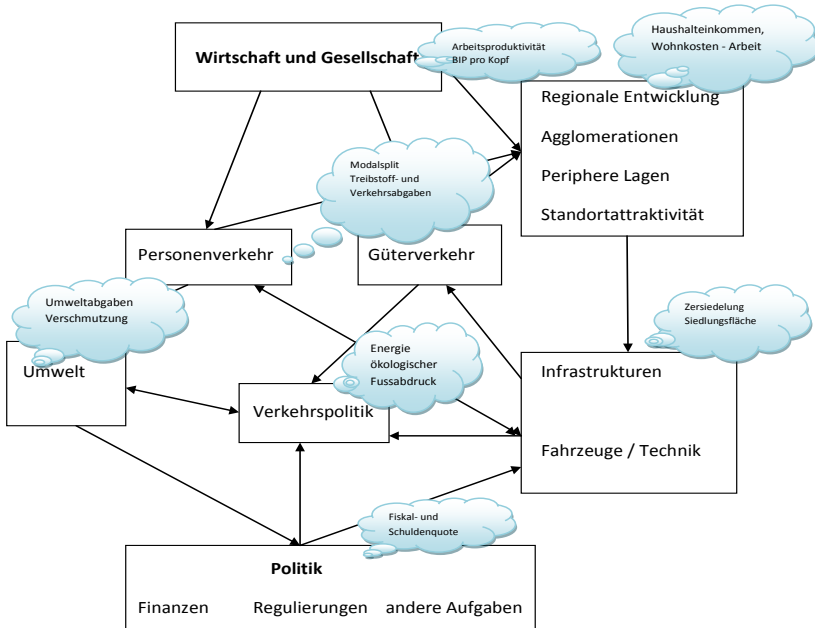 Wirtschaft und Gesellschaft
Arbeitsproduktivität
BIP pro Kopf
Haushalteinkommen,
Wohnkosten - Arbeit
Regionale Entwicklung
Agglomerationen
Periphere Lagen
Standortattraktivität
Modalsplit
Treibstoff- und
Verkehrsabgaben
Personenverkehr
Güterverkehr
Umweltabgaben
Verschmutzung
Zersiedelung
Siedlungsfläche
Umwelt
Energie
ökologischer
Fussabdruck
Infrastrukturen
Verkehrspolitik
Fahrzeuge / Technik
Fiskal- und
Schuldenquote
Politik
Finanzen Regulierungen andere Aufgaben